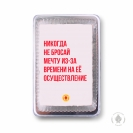 НИКОГДА
НЕ БРОСАЙ
МЕЧТУ ИЗ-ЗА
ВРЕМЕНИ НА ЕЁ
ОСУЩЕСТВЛЕНИЕ